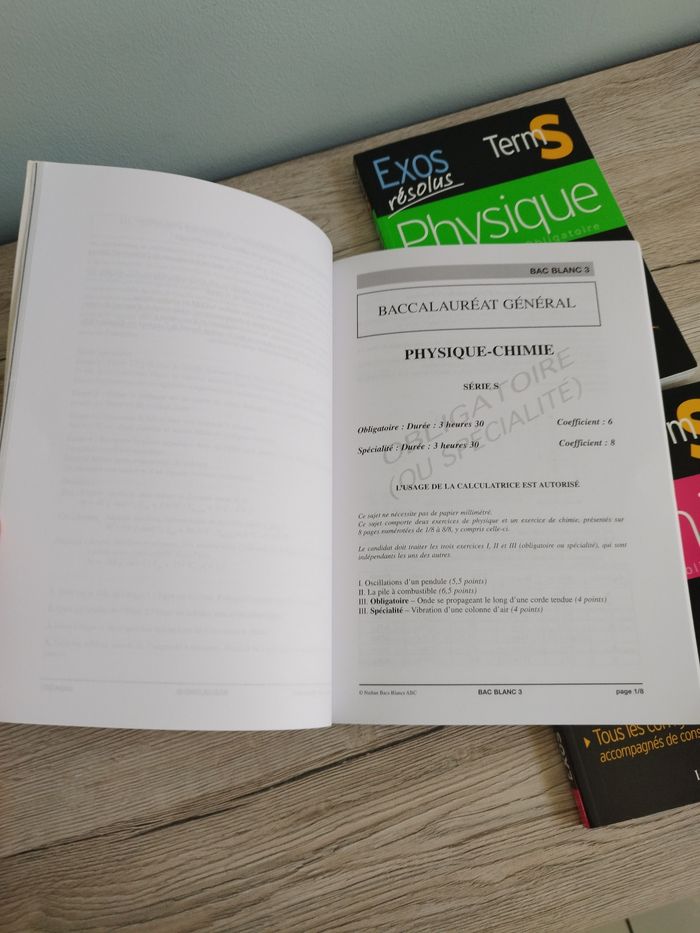 Exos
résolus
Term S
Physique
Obligatoire
BAC BLANC 3
BACCALAURÉAT GÉNÉRAL
PHYSIQUE-CHIMIE
SÉRIE S
OBLIGATOIRE
(OU SPÉCIALITÉ)
Obligatoire : Durée : 3 heures 30 Coefficient : 6
Spécialité : Durée : 3 heures 30 Coefficient : 8
L'USAGE DE LA CALCULATRICE EST AUTORISÉ
Ce sujet ne nécessite pas de papier millimétré.
Ce sujet comporte deux exercices de physique et un exercice de chimie, présentés sur
8 pages numérotées de 1/8 à 8/8, y compris celle-ci.
Le candidat doit traiter les trois exercices I, II et III (obligatoire ou spécialité), qui sont
indépendants les uns des autres.
I. Oscillations d'un pendule (5,5 points)
II. La pile à combustible (6,5 points)
III. Obligatoire – Onde se propageant le long d'une corde tendue (4 points)
III. Spécialité – Vibration d'une colonne d'air (4 points)
© Nathan Bacs Blancs ABC BAC BLANC 3 page 1/8
Tous les corrig
accompagnés de cons